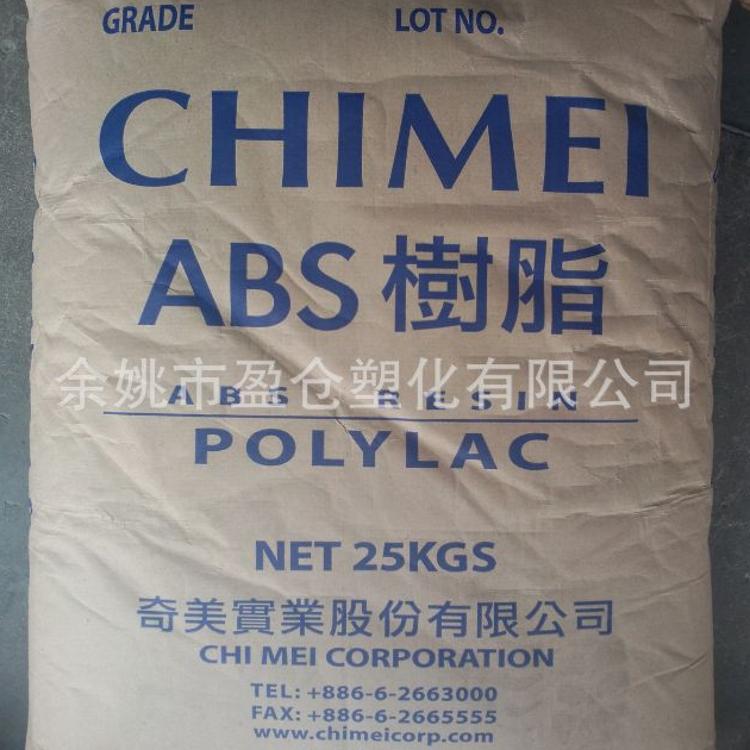 GRADE LOT NO.
CHIMEI
ABS 樹脂
余姚市盈仓塑化有限公司
ABS RESIN
POLYLAC
NET 25KGS
奇美實業股份有限公司
CHI MEI CORPORATION
TEL: +886-6-2663000
FAX: +886-6-2665555
www.chimeicorp.com